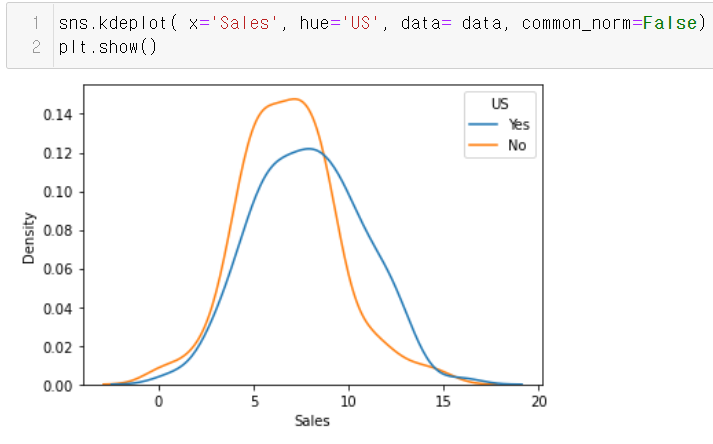 1 sns.kdeplot( x='Sales', hue='US', data= data, common_norm=False)
2 plt.show()
US
Yes
No
0.14
0.12
0.10
0.08
0.06
0.04
0.02
0.00
Density
0 5 10 15 20
Sales